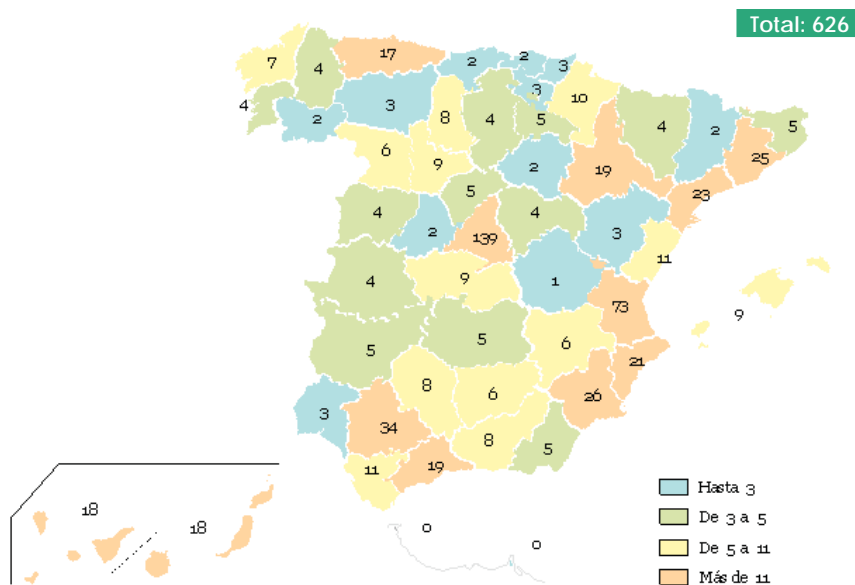 Total: 626
7 4 17 2 2 3
4 2 3 8 4 3 5 10 4 2 5
6 9 2 19 25
23
5 4 2 139 4 3 11
4 9 1 73 9
5 5 6 21
3 34 8 6 26
11 19 8 5
18 18 0 0
Hasta 3
De 3 a 5
De 5 a 11
Más de 11